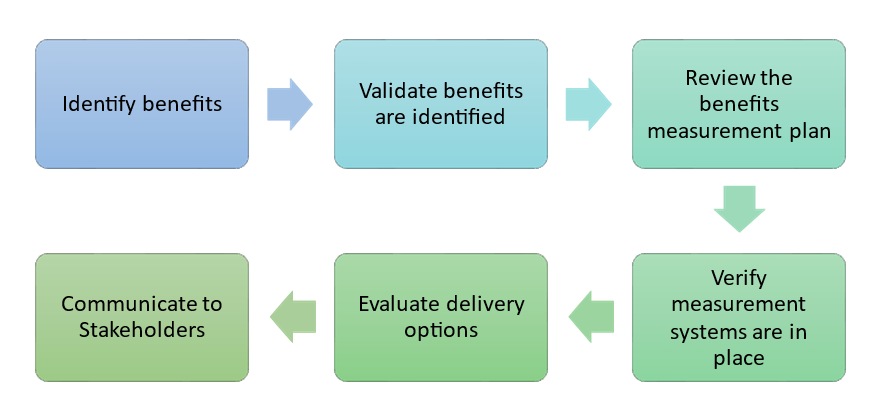 Identify benefits
Validate benefits
are identified
Review the
benefits
measurement plan
Verify
measurement
systems are in
place
Evaluate delivery
options
Communicate to
Stakeholders